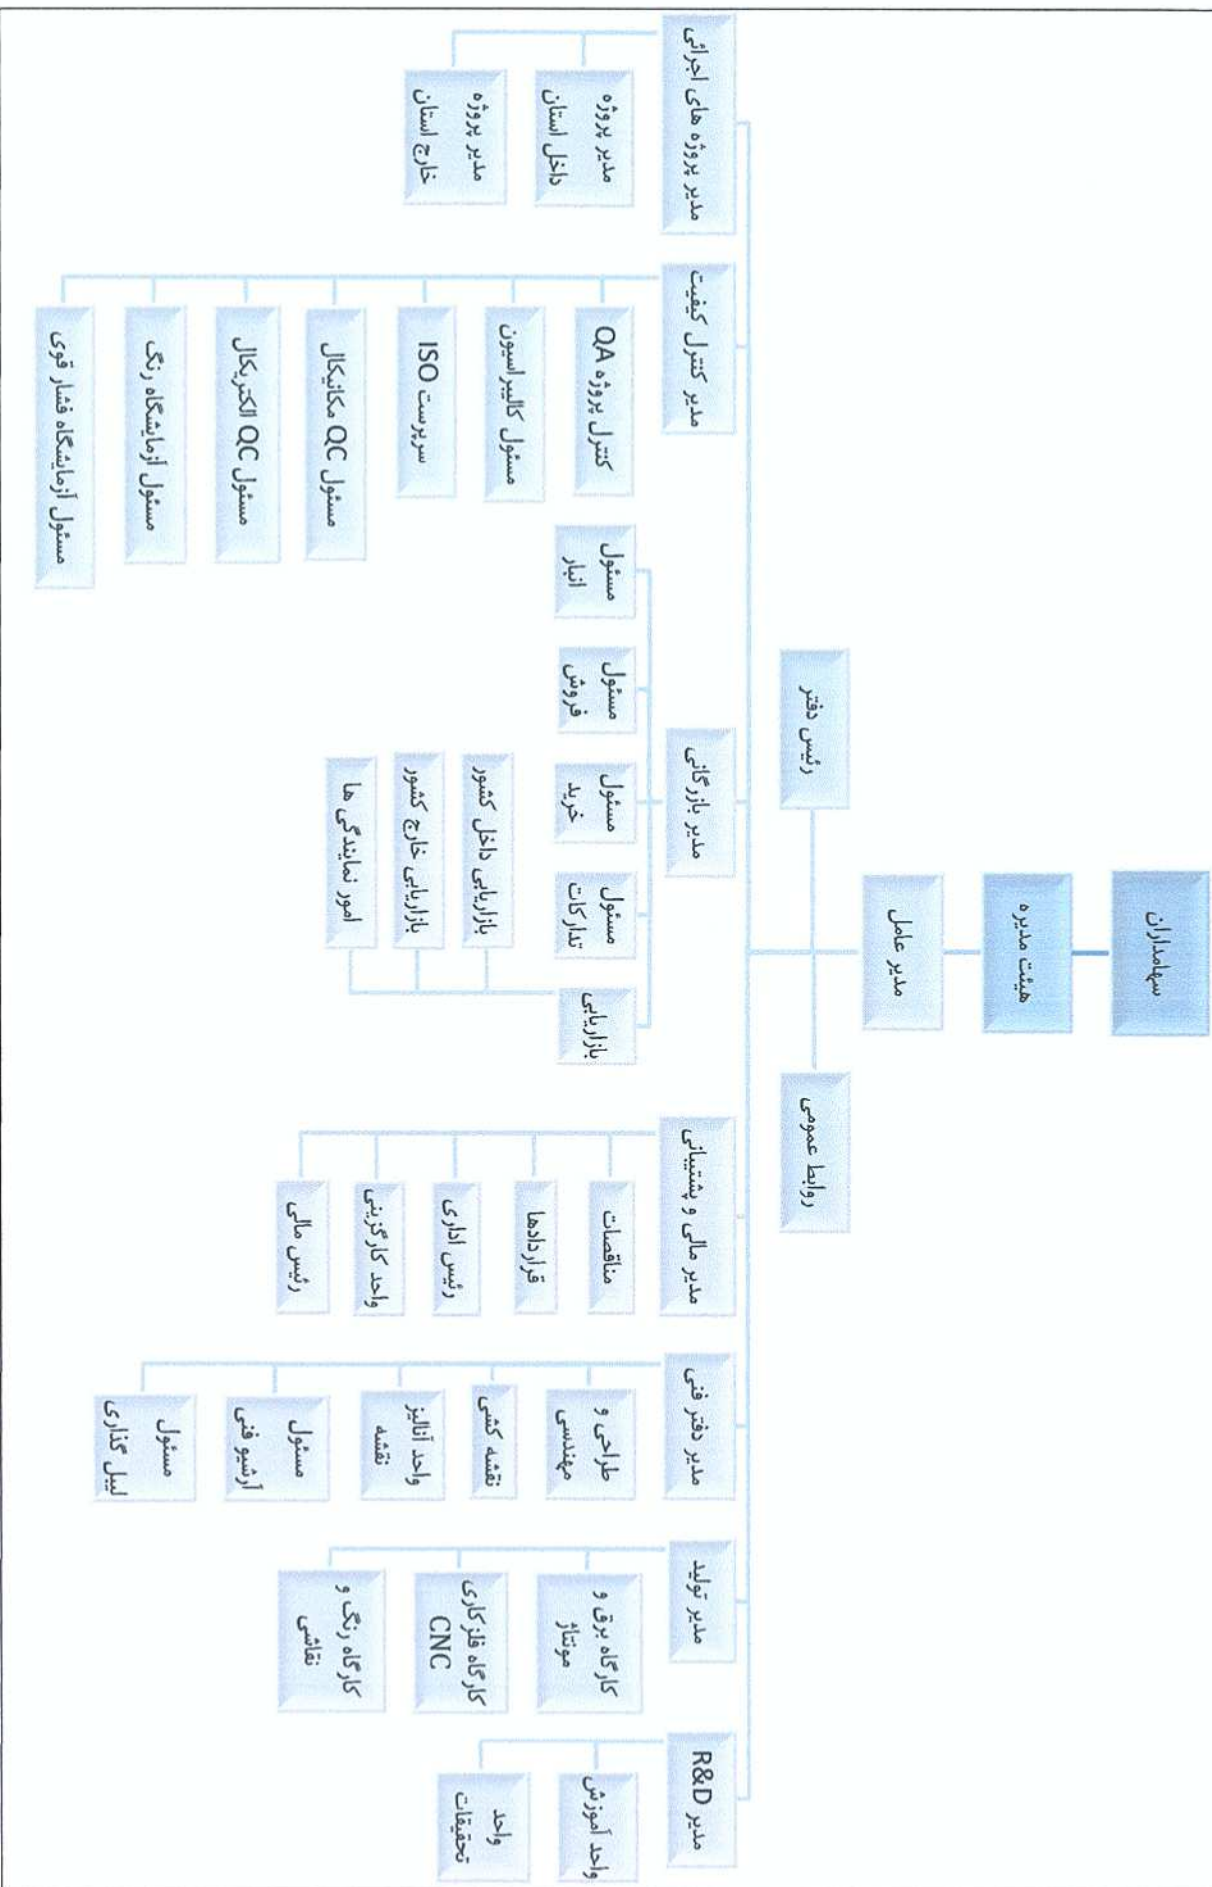 سهامداران
هیئت مدیره
مدیر عامل
رئیس دفتر
روابط عمومی
مدیر پروژه های اجرائی
مدیر پروژه
داخل استان
مدیر پروژه
خارج استان
مدیر کنترل کیفیت
کنترل پروژه QA
مسئول کالیبراسیون
سرپرست ISO
مسئول QC مکانیکال
مسئول QC الکتریکال
مسئول آزمایشگاه رنگ
مسئول آزمایشگاه فشار قوی
مدیر بازرگانی
مسئول
انبار
مسئول
فروش
مسئول
خرید
مسئول
تدارکات
بازاریابی
بازاریابی داخل کشور
بازاریابی خارج کشور
امور نمایندگی ها
مدیر مالی و پشتیبانی
مناقصات
قراردادها
رئیس اداری
واحد کارگزینی
رئیس مالی
مدیر دفتر فنی
طراحی و
مهندسی
نقشه کشی
واحد آنالیز
نقشه
مسئول
آرشیو فنی
مسئول
لیبل گذاری
مدیر تولید
کارگاه برق و
مونتاژ
کارگاه فلزکاری
CNC
کارگاه رنگ و
نقاشی
مدیر R&D
واحد آموزش
واحد
تحقیقات